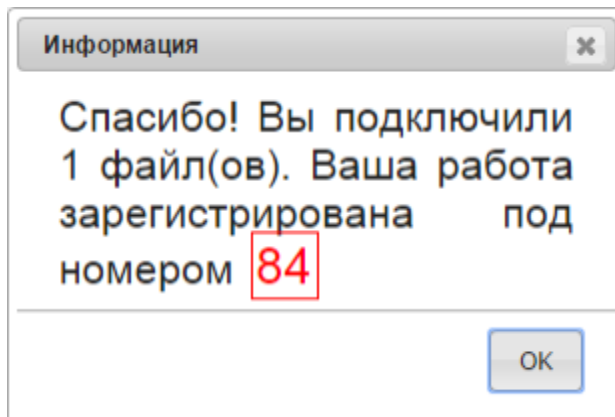 Информация
Спасибо! Вы подключили
1 файл(ов). Ваша работа
зарегистрирована под
номером 84
OK